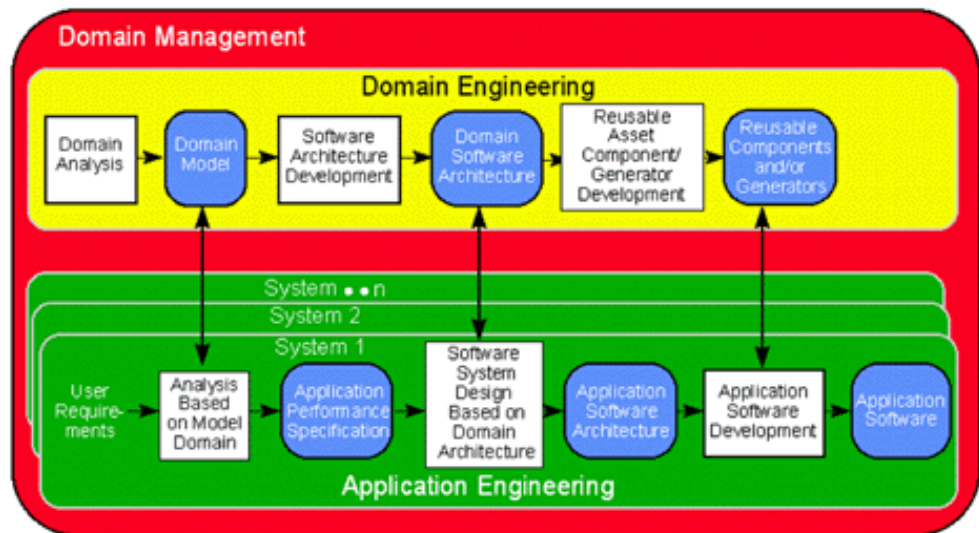 Domain Management
Domain Engineering
Domain
Analysis
Domain
Model
Software
Architecture
Development
Domain
Software
Architecture
Reusable
Asset
Component/
Generator
Development
Reusable
Components
and/or
Generators
System • • n
System 2
System 1
User
Require-
ments
Analysis
Based
on Model
Domain
Application
Performance
Specification
Software
System
Design
Based on
Domain
Architecture
Application
Software
Architecture
Application
Software
Development
Application
Software
Application Engineering